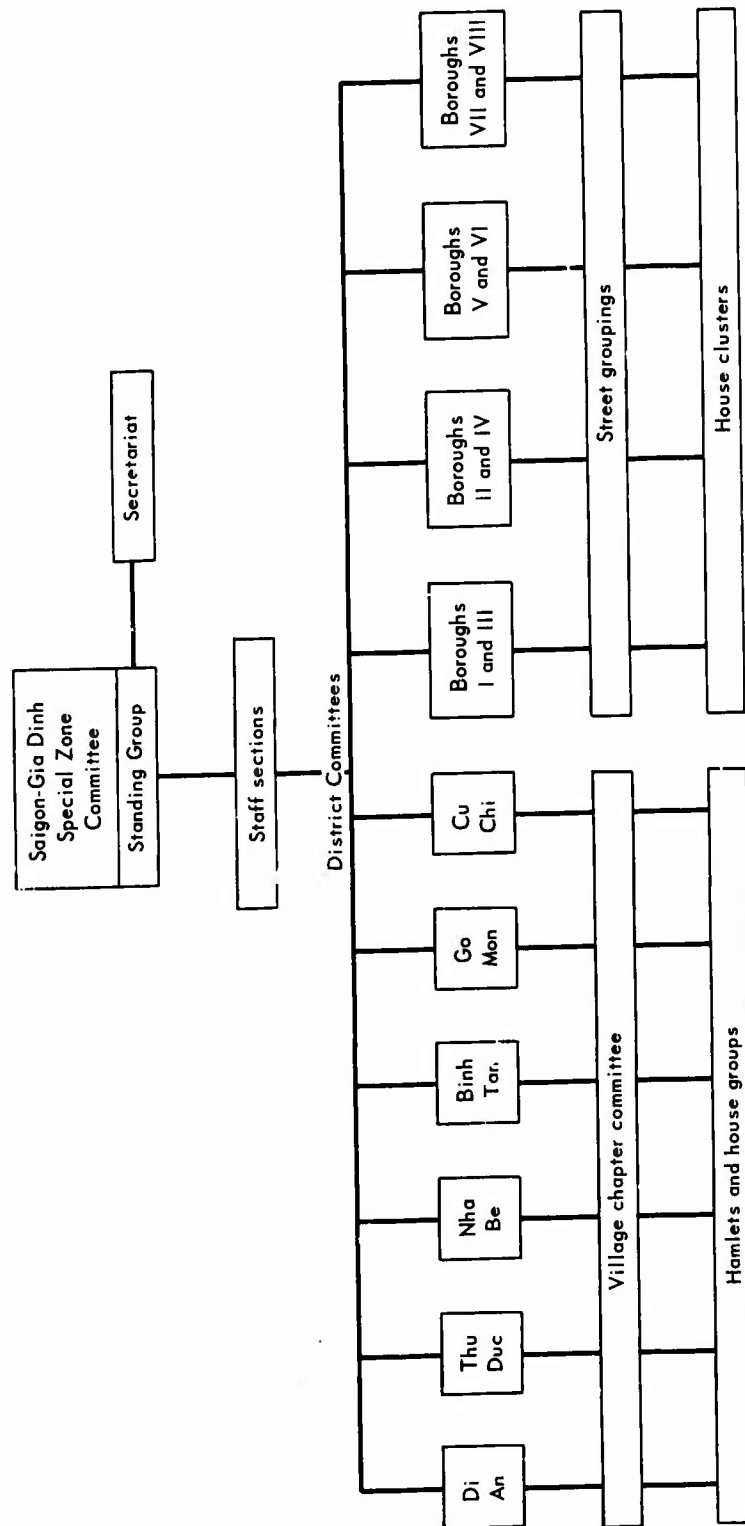 Saigon-Gia Dinh
Special Zone
Committee
Standing Group
Secretariat
Staff sections
District Committees
Di
An
Thu
Duc
Nha
Be
Binh
Tan
Go
Mon
Cu
Chi
Boroughs
I and III
Boroughs
II and IV
Boroughs
V and VI
Boroughs
VII and VIII
Village chapter committee
Street groupings
Hamlets and house groups
House clusters